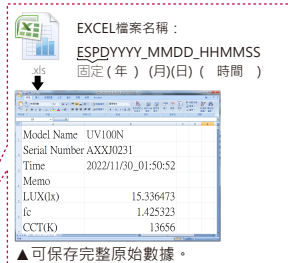 EXCEL檔案名稱：
ESPDYYYY_MMDD_HHMMSS
固定 ( 年 ) (月)(日) ( 時間 )
.xls
Model Name UV100N
Serial Number AXXJ0231
Time 2022/11/30_01:50:52
Memo
LUX(lx) 15.336473
fc 1.425323
CCT(K) 13656
▲可保存完整原始數據。